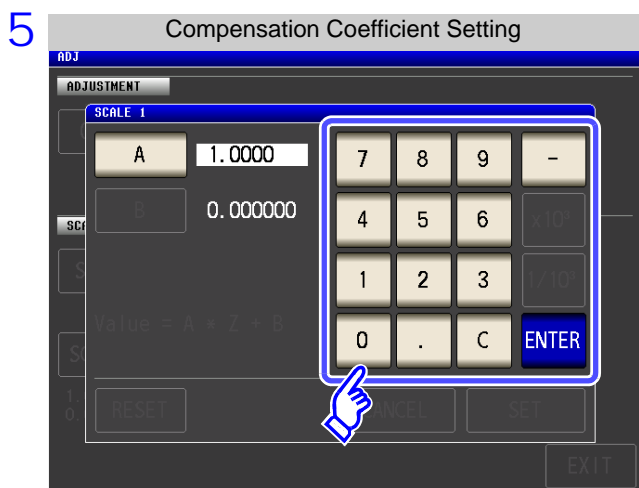 5
Compensation Coefficient Setting
ADJ
ADJUSTMENT
SCALE 1
A 1.0000
B 0.000000
7 8 9 -
4 5 6 x10³
1 2 3 1/10³
0 . C ENTER
Value = A * Z + B
RESET
SET
EXIT